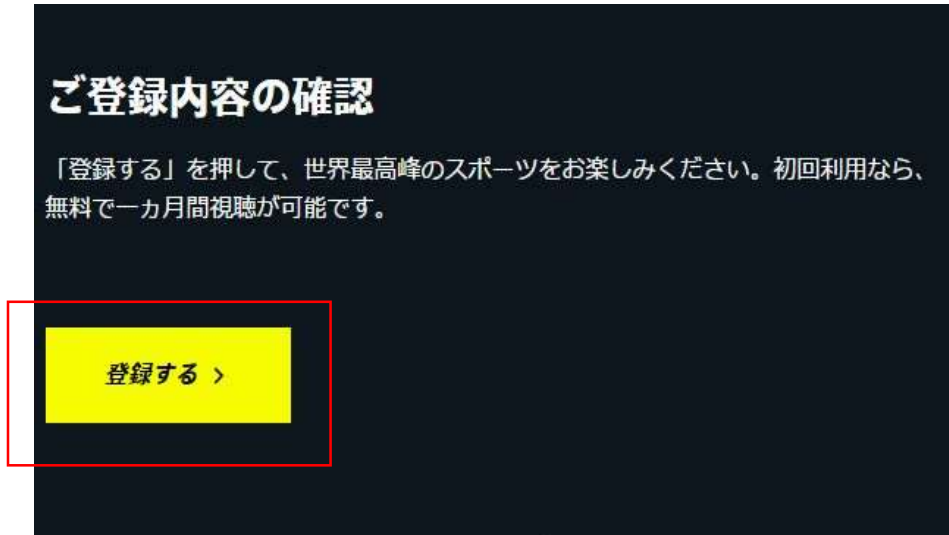 ご登録内容の確認
「登録する」を押して、世界最高峰のスポーツをお楽しみください。初回利用なら、
無料で一ヵ月間視聴が可能です。
登録する >